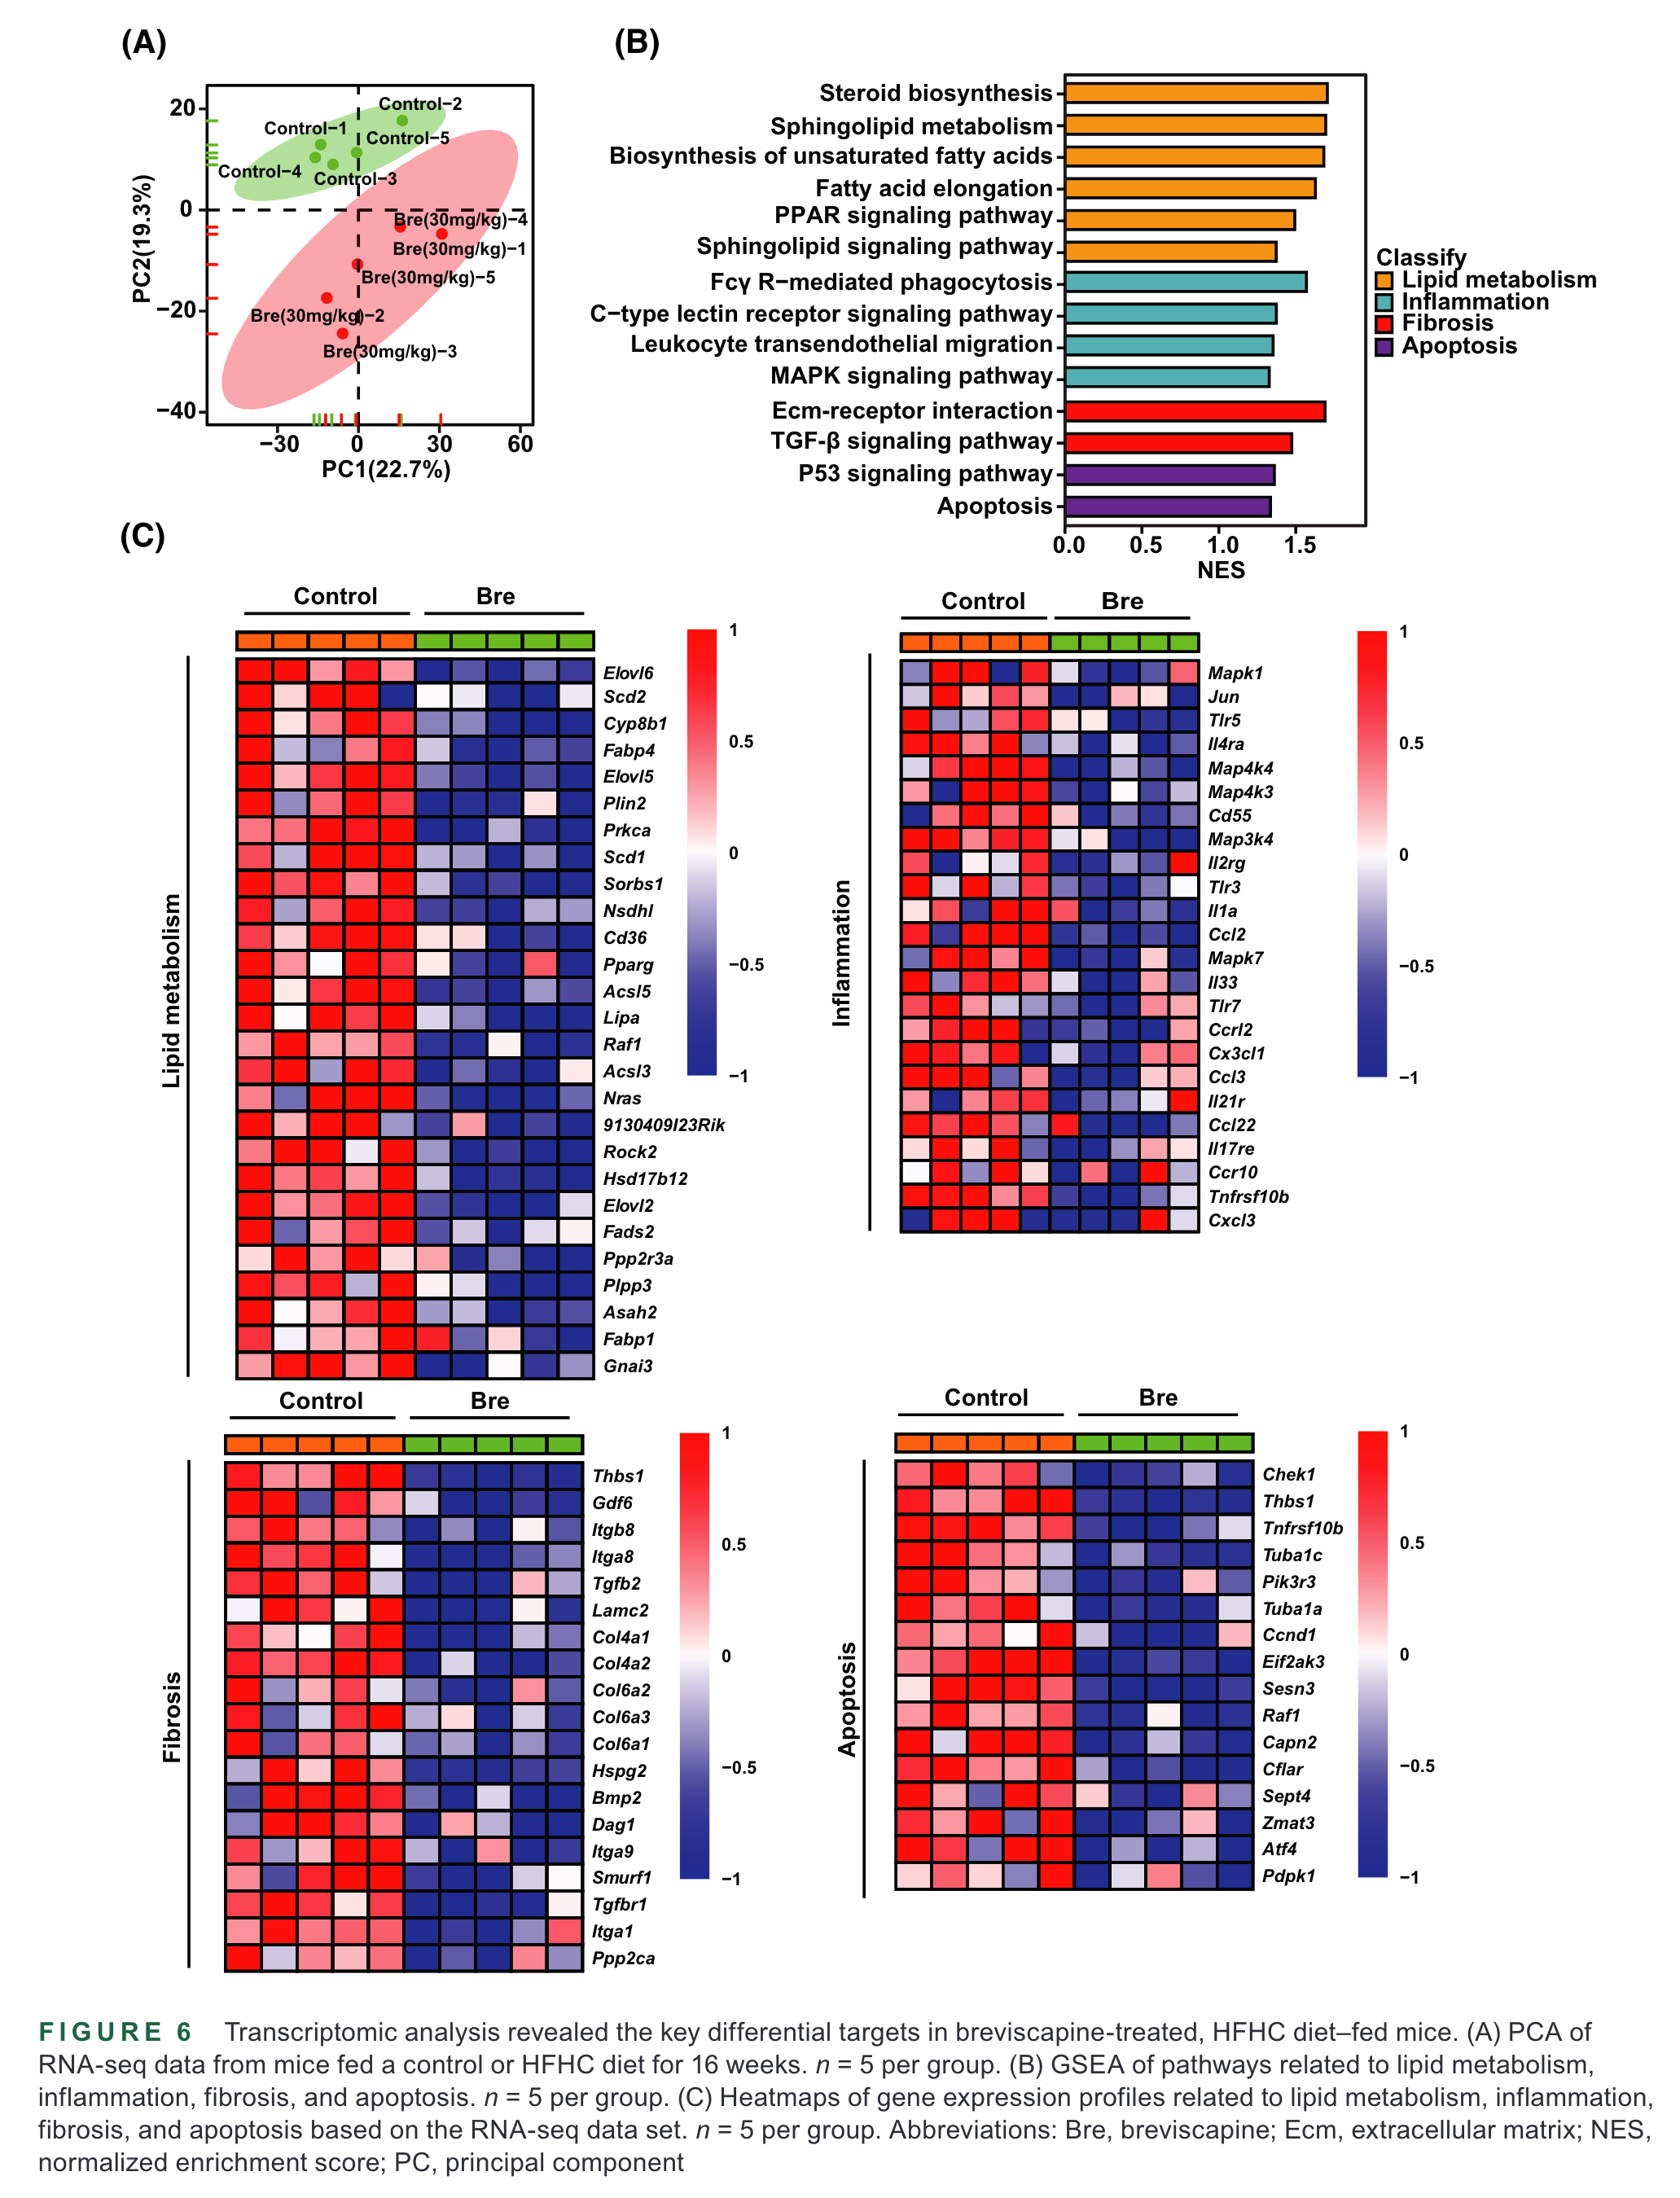 (A)
20
0
−20
−40
−30
0
30
60
PC1(22.7%)
PC2(19.3%)
Control−2
Control−1
Control−5
Control−4
Control−3
Bre(30mg/kg)−4
Bre(30mg/kg)−1
Bre(30mg/kg)−5
Bre(30mg/kg)−2
Bre(30mg/kg)−3
(B)
Steroid biosynthesis
Sphingolipid metabolism
Biosynthesis of unsaturated fatty acids
Fatty acid elongation
PPAR signaling pathway
Sphingolipid signaling pathway
Fcγ R−mediated phagocytosis
C−type lectin receptor signaling pathway
Leukocyte transendothelial migration
MAPK signaling pathway
Ecm-receptor interaction
TGF-β signaling pathway
P53 signaling pathway
Apoptosis
0.0
0.5
1.0
1.5
NES
Classify
Lipid metabolism
Inflammation
Fibrosis
Apoptosis
(C)
Control
Bre
Lipid metabolism
Elovl6
Scd2
Cyp8b1
Fabp4
Elovl5
Plin2
Prkca
Scd1
Sorbs1
Nsdhl
Cd36
Pparg
Acsl5
Lipa
Raf1
Acsl3
Nras
9130409I23Rik
Rock2
Hsd17b12
Elovl2
Fads2
Ppp2r3a
Plpp3
Asah2
Fabp1
Gnai3
1
0.5
0
−0.5
−1
Control
Bre
Inflammation
Mapk1
Jun
Tlr5
Il4ra
Map4k4
Map4k3
Cd55
Map3k4
Il2rg
Tlr3
Il1a
Ccl2
Mapk7
Il33
Tlr7
Ccrl2
Cx3cl1
Ccl3
Il21r
Ccl22
Il17re
Ccr10
Tnfrsf10b
Cxcl3
1
0.5
0
−0.5
−1
Control
Bre
Fibrosis
Thbs1
Gdf6
Itgb8
Itga8
Tgfb2
Lamc2
Col4a1
Col4a2
Col6a2
Col6a3
Col6a1
Hspg2
Bmp2
Dag1
Itga9
Smurf1
Tgfbr1
Itga1
Ppp2ca
1
0.5
0
−0.5
−1
Control
Bre
Apoptosis
Chek1
Thbs1
Tnfrsf10b
Tuba1c
Pik3r3
Tuba1a
Ccnd1
Eif2ak3
Sesn3
Raf1
Capn2
Cflar
Sept4
Zmat3
Atf4
Pdpk1
1
0.5
0
−0.5
−1
FIGURE 6 Transcriptomic analysis revealed the key differential targets in breviscapine-treated, HFHC diet–fed mice. (A) PCA of
RNA-seq data from mice fed a control or HFHC diet for 16 weeks. n = 5 per group. (B) GSEA of pathways related to lipid metabolism,
inflammation, fibrosis, and apoptosis. n = 5 per group. (C) Heatmaps of gene expression profiles related to lipid metabolism, inflammation,
fibrosis, and apoptosis based on the RNA-seq data set. n = 5 per group. Abbreviations: Bre, breviscapine; Ecm, extracellular matrix; NES,
normalized enrichment score; PC, principal component